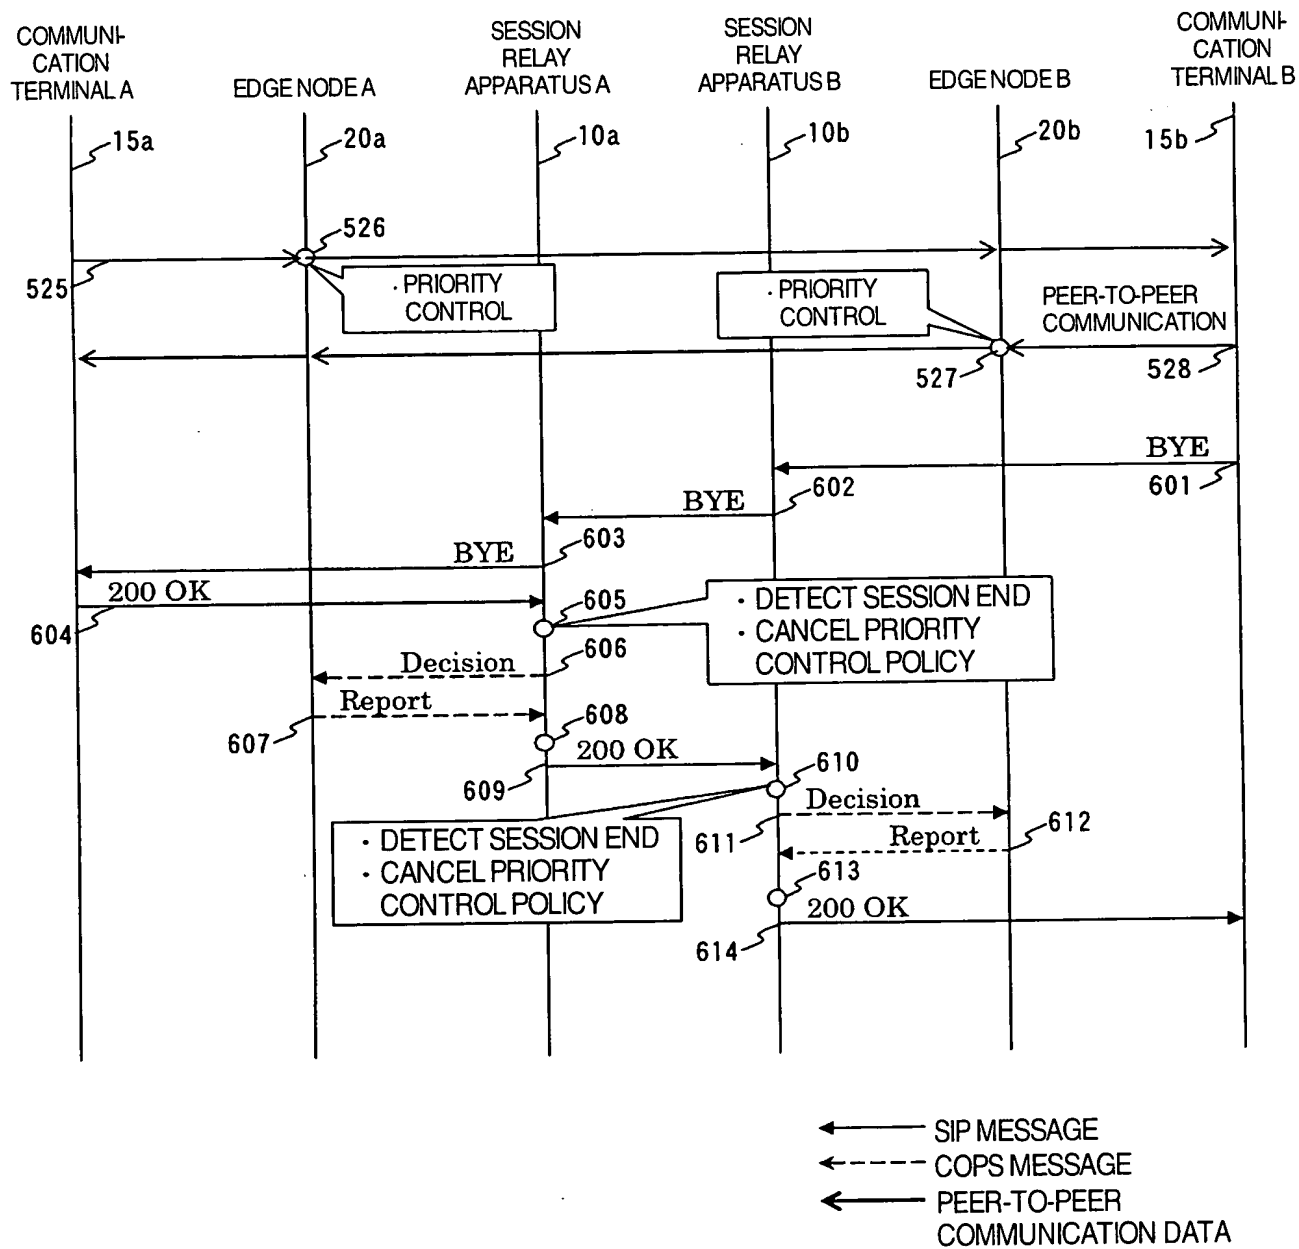 COMMUNI-
CATION
TERMINAL A
EDGE NODE A
SESSION
RELAY
APPARATUS A
SESSION
RELAY
APPARATUS B
EDGE NODE B
COMMUNI-
CATION
TERMINAL B
15a
20a
10a
10b
20b
15b
526
525
· PRIORITY
CONTROL
· PRIORITY
CONTROL
PEER-TO-PEER
COMMUNICATION
527
528
BYE
601
BYE
602
BYE
603
200 OK
604
605
· DETECT SESSION END
· CANCEL PRIORITY
CONTROL POLICY
Decision
606
Report
607
608
200 OK
609
610
· DETECT SESSION END
· CANCEL PRIORITY
CONTROL POLICY
Decision
611
Report
612
613
200 OK
614
SIP MESSAGE
COPS MESSAGE
PEER-TO-PEER
COMMUNICATION DATA